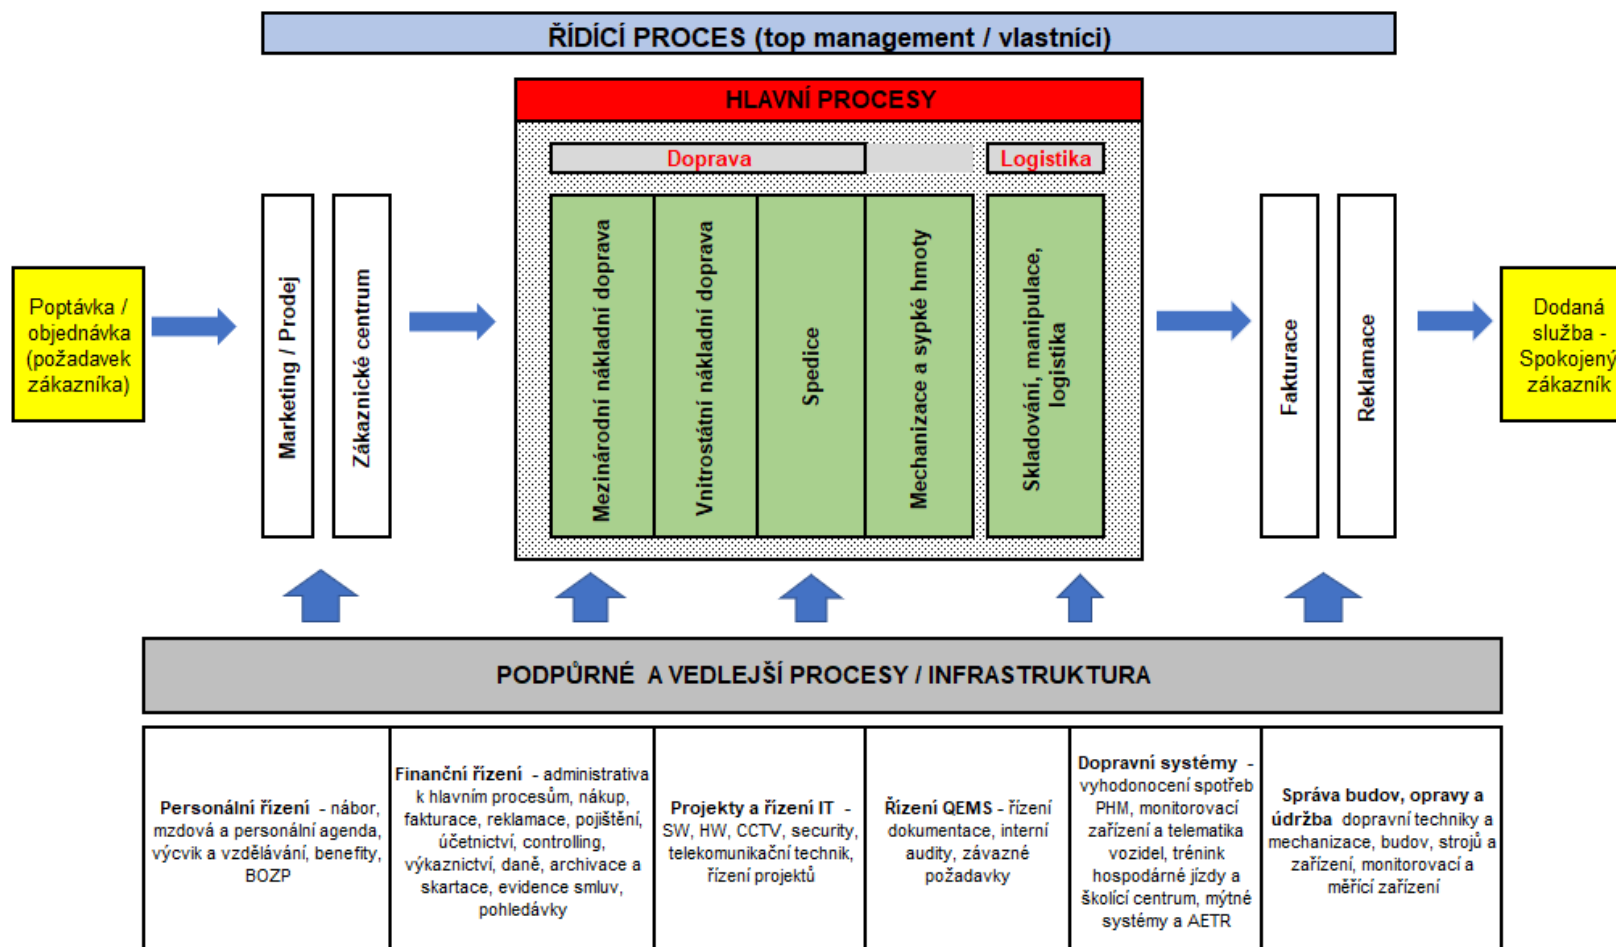 ŘÍDÍCÍ PROCES (top management / vlastníci)
HLAVNÍ PROCESY
Doprava
Logistika
Poptávka /
objednávka
(požadavek
zákazníka)
Marketing / Prodej
Zákaznické centrum
Mezinárodní nákladní doprava
Vnitrostátní nákladní doprava
Spedice
Mechanizace a sypké hmoty
Skladování, manipulace,
logistika
Fakturace
Reklamace
Dodaná
služba -
Spokojený
zákazník
PODPŮRNÉ A VEDLEJŠÍ PROCESY / INFRASTRUKTURA
Personální řízení - nábor,
mzdová a personální agenda,
výcvik a vzdělávání, benefity,
BOZP
Finanční řízení - administrativa
k hlavním procesům, nákup,
fakturace, reklamace, pojištění,
účetnictví, controlling,
výkaznictví, daně, archivace a
skartace, evidence smluv,
pohledávky
Projekty a řízení IT -
SW, HW, CCTV, security,
telekomunikační technik,
řízení projektů
Řízení QEMS - řízení
dokumentace, interní
audity, závazné
požadavky
Dopravní systémy -
vyhodonocení spotřeb
PHM, monitorovací
zařízení a telematika
vozidel, trénink
hospodárné jízdy a
školící centrum, mýtné
systémy a AETR
Správa budov, opravy a
údržba dopravní techniky a
mechanizace, budov, strojů a
zařízení, monitorovací a
měřící zařízení